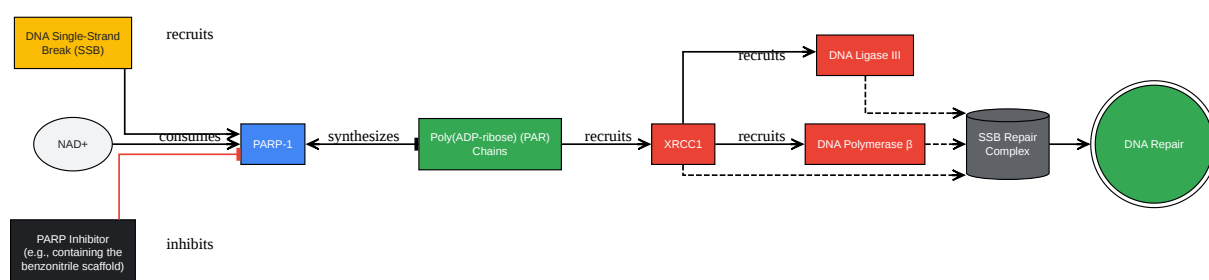 DNA Single-Strand
Break (SSB)
recruits
NAD+
consumes
PARP-1
synthesizes
Poly(ADP-ribose) (PAR)
Chains
recruits
XRCC1
recruits
DNA Ligase III
recruits
DNA Polymerase β
SSB Repair
Complex
DNA Repair
PARP Inhibitor
(e.g., containing the
benzonitrile scaffold)
inhibits